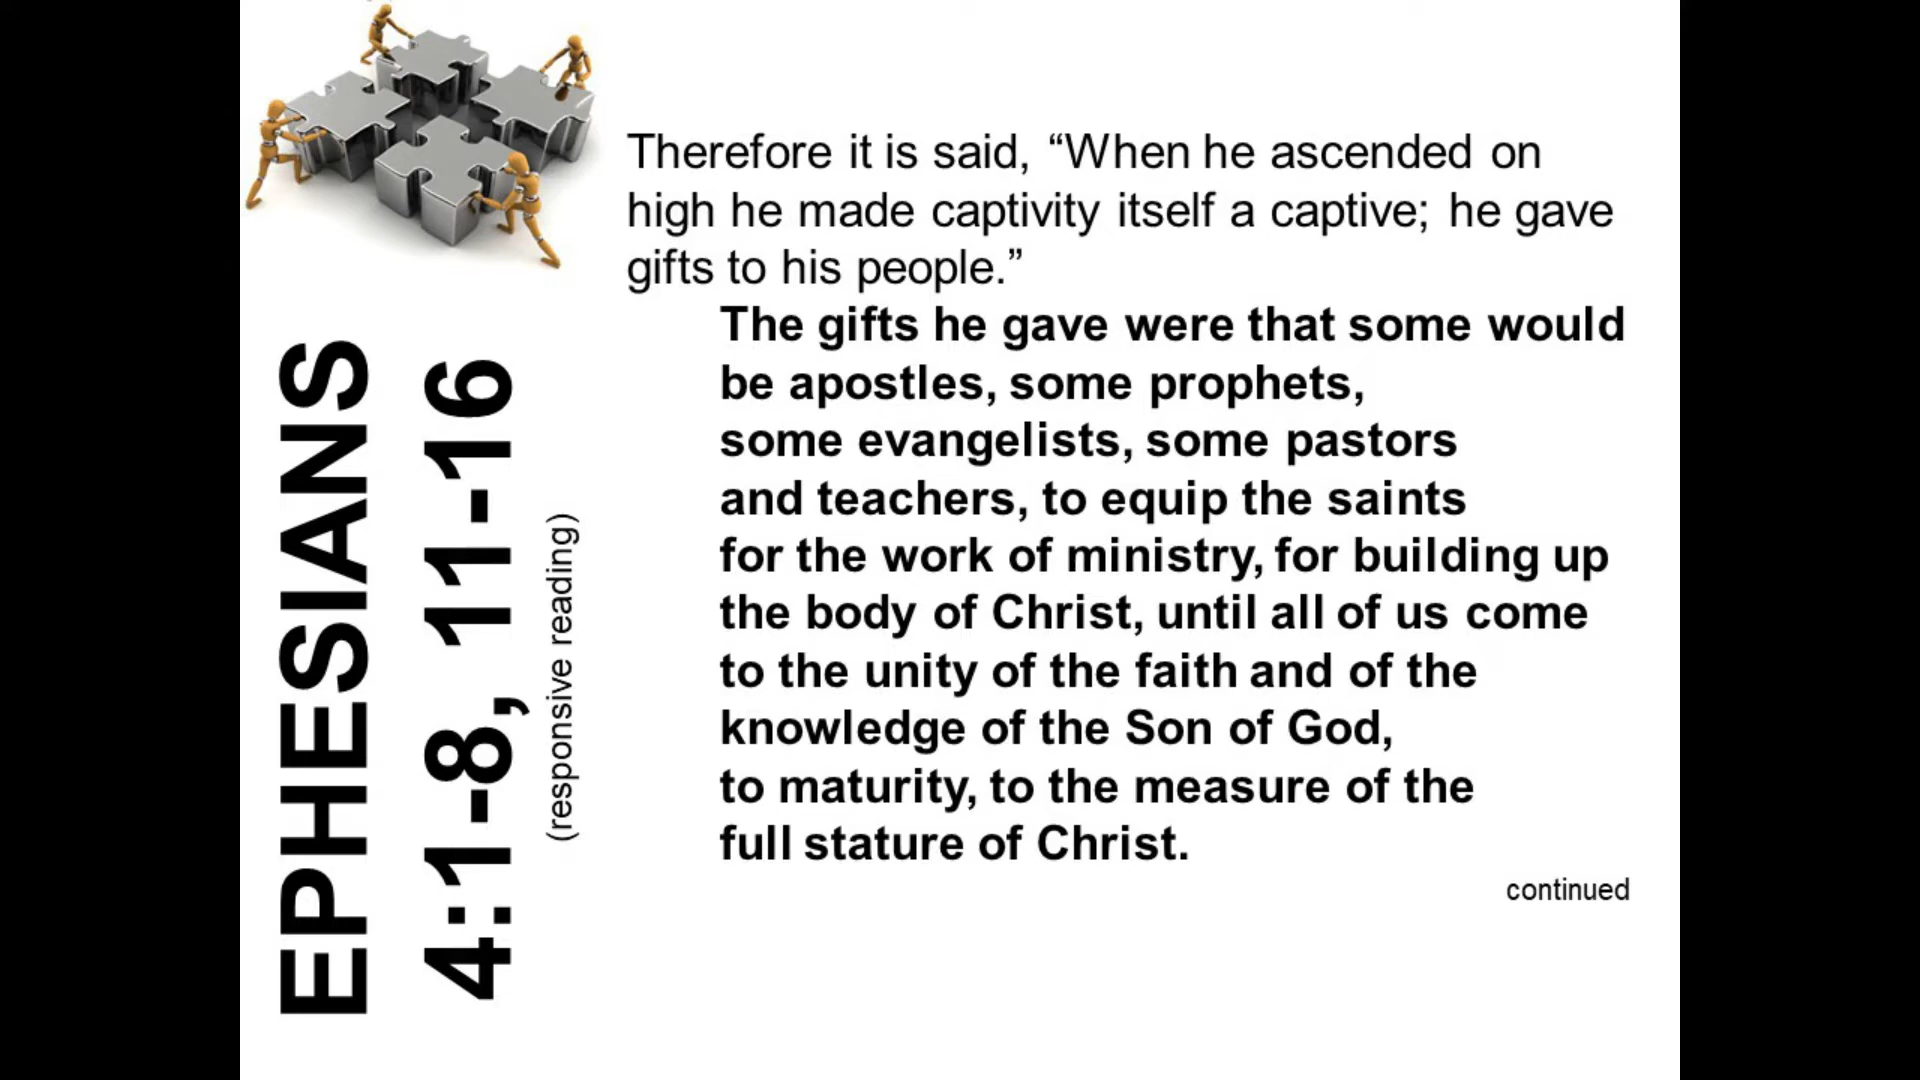 EPHESIANS
4:1-8, 11-16
(responsive reading)
Therefore it is said, “When he ascended on
high he made captivity itself a captive; he gave
gifts to his people.”
The gifts he gave were that some would
be apostles, some prophets,
some evangelists, some pastors
and teachers, to equip the saints
for the work of ministry, for building up
the body of Christ, until all of us come
to the unity of the faith and of the
knowledge of the Son of God,
to maturity, to the measure of the
full stature of Christ.
continued